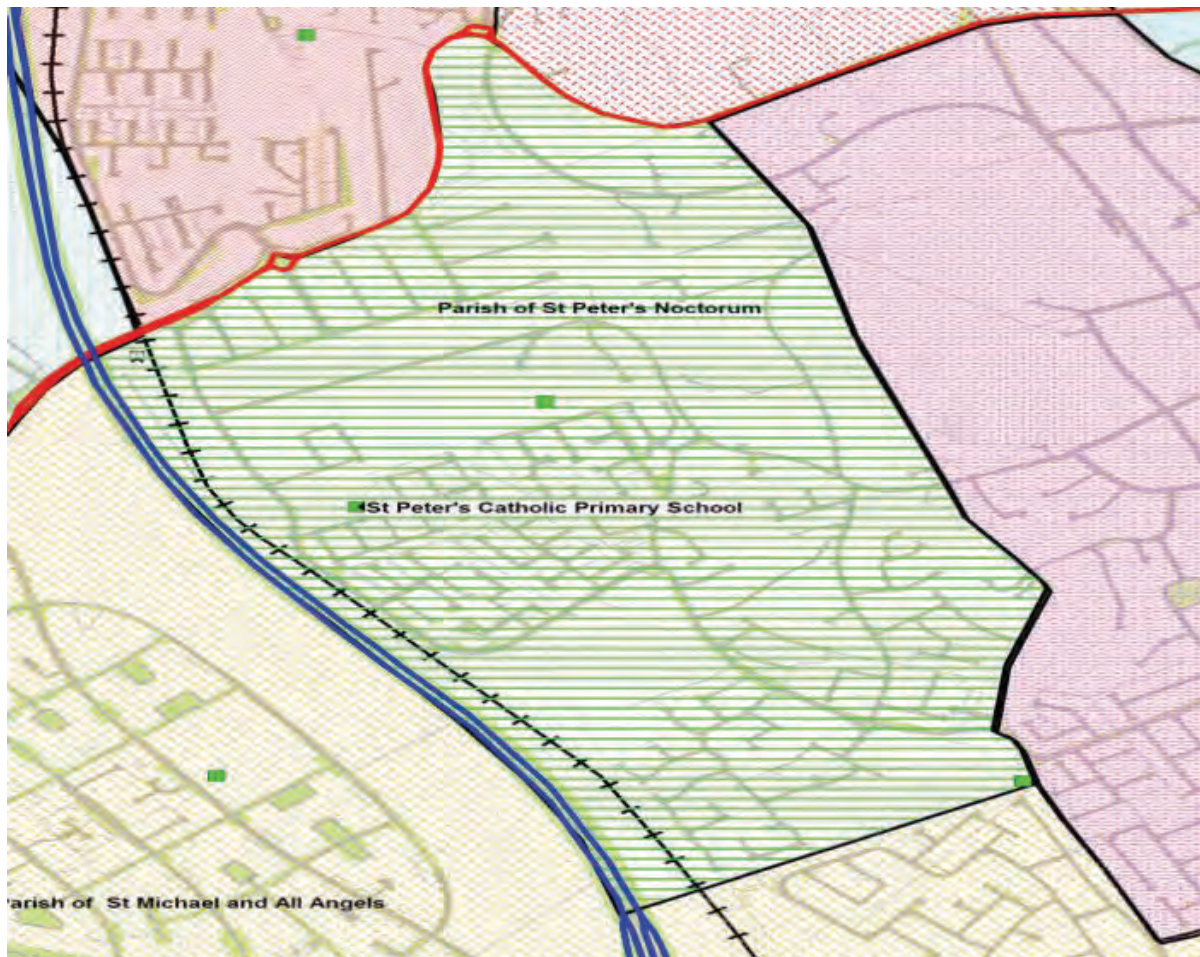 Parish of St Peter's Noctorum
St Peter's Catholic Primary School
arish of St Michael and All Angels